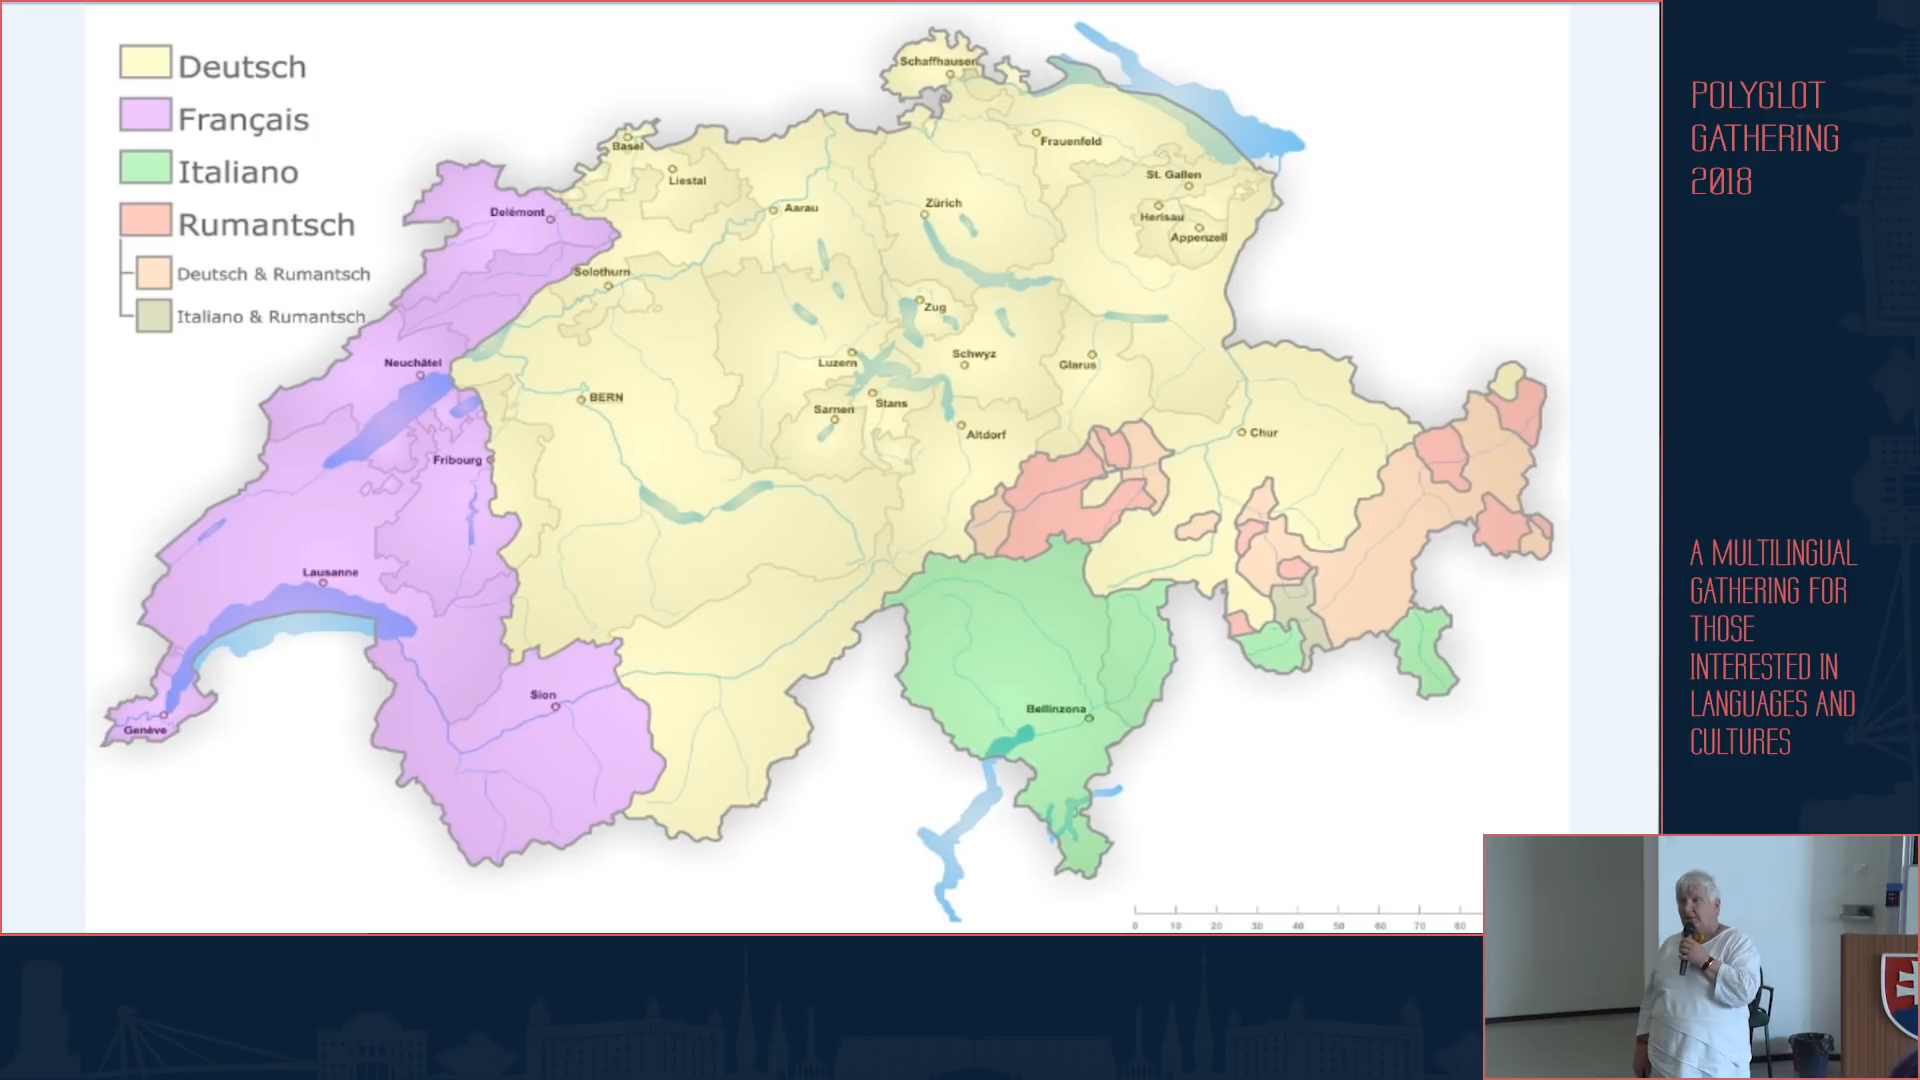 Deutsch
Français
Italiano
Rumantsch
Deutsch & Rumantsch
Italiano & Rumantsch
Schaffhausen
Basel
Liestal
Frauenfeld
St. Gallen
Herisau
Appenzell
Delémont
Aarau
Zürich
Solothurn
Zug
Neuchâtel
Luzern
Schwyz
Glarus
BERN
Stans
Sarnen
Altdorf
Chur
Fribourg
Lausanne
Sion
Bellinzona
Genève
0 10 20 30 40 50 60 70 80
POLYGLOT
GATHERING
2018
A MULTILINGUAL
GATHERING FOR
THOSE
INTERESTED IN
LANGUAGES AND
CULTURES